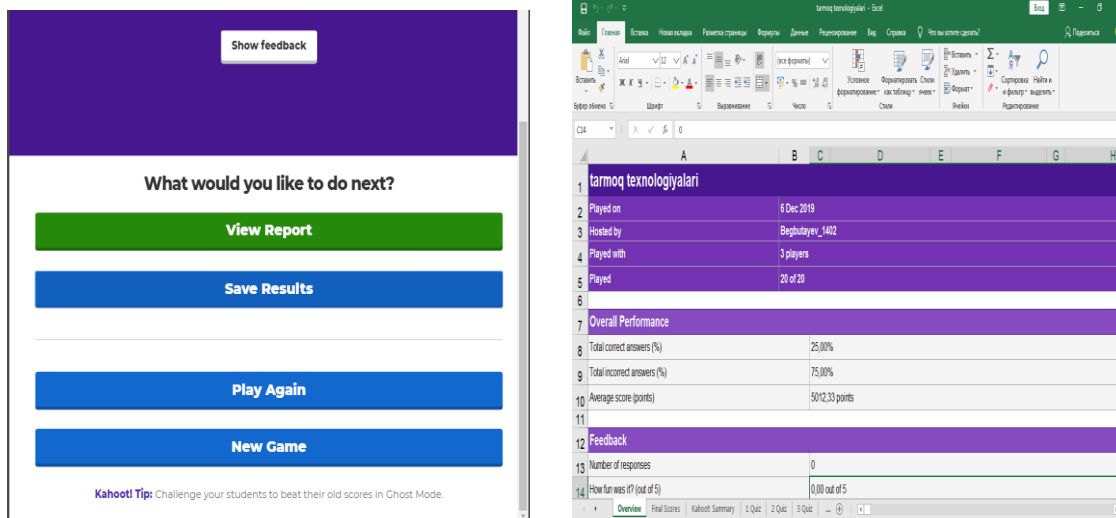 Show feedback
What would you like to do next?
View Report
Save Results
Play Again
New Game
Kahoot! Tip: Challenge your students to beat their old scores in Ghost Mode.
tarmoq texnologiyalari - Excel
Вход
Файл Главная Вставка Новая вкладка Разметка страницы Формулы Данные Рецензирование Вид Справка Что вы хотите сделать? Поделиться
Вставить
Arial 12
Ж К Ч
(все форматы)
% 000
Условное форматирование
Форматировать как таблицу
Стили ячеек
Вставить
Удалить
Формат
Сортировка и фильтр
Найти и выделить
Буфер обмена Шрифт Выравнивание Число Стили Ячейки Редактирование
C14 fx 0
A B C D E F G H
1 tarmoq texnologiyalari
2 Played on 6 Dec 2019
3 Hosted by Begbutayev_1402
4 Played with 3 players
5 Played 20 of 20
6
7 Overall Performance
8 Total correct answers (%) 25,00%
9 Total incorrect answers (%) 75,00%
10 Average score (points) 5012,33 points
11
12 Feedback
13 Number of responses 0
14 How fun was it? (out of 5) 0,00 out of 5
Overview Final Scores Kahoot! Summary 1 Quiz 2 Quiz 3 Quiz ...